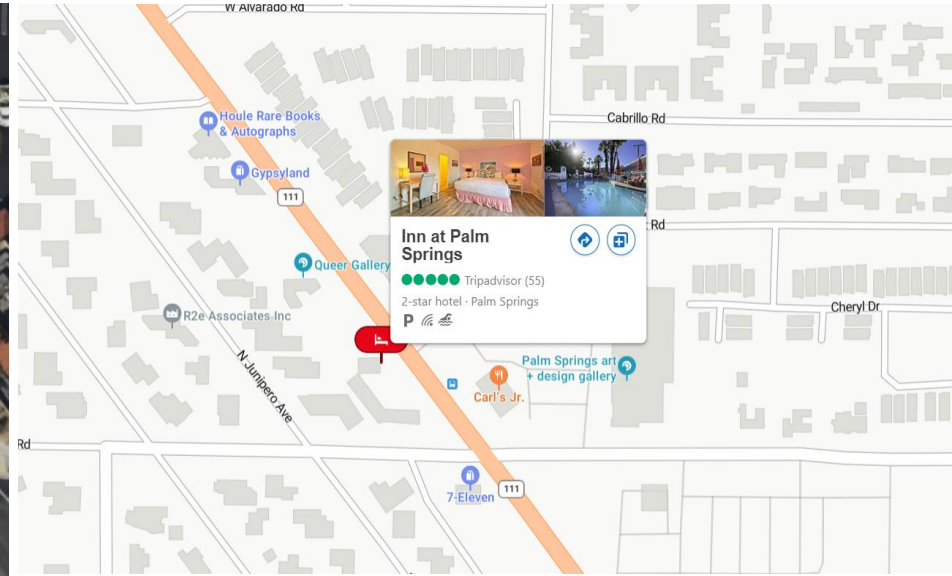 W Alvarado Rd
Houle Rare Books
& Autographs
Cabrillo Rd
Gypsyland
111
Rd
Inn at Palm
Springs
Queer Gallery
Tripadvisor (55)
2-star hotel · Palm Springs
P
R2e Associates Inc
Cheryl Dr
N Junipero Ave
Palm Springs art
+ design gallery
Carl's Jr.
Rd
7-Eleven
111